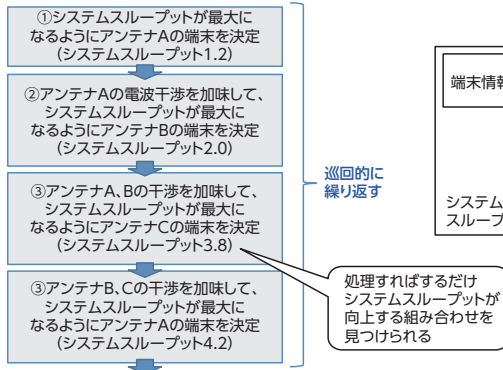 ①システムスループットが最大に
なるようにアンテナAの端末を決定
(システムスループット1.2)
②アンテナAの電波干渉を加味して、
システムスループットが最大に
なるようにアンテナBの端末を決定
(システムスループット2.0)
③アンテナA、Bの干渉を加味して、
システムスループットが最大に
なるようにアンテナCの端末を決定
(システムスループット3.8)
③アンテナB、Cの干渉を加味して、
システムスループットが最大に
なるようにアンテナAの端末を決定
(システムスループット4.2)
巡回的に
繰り返す
処理すればするだけ
システムスループットが
向上する組み合わせを
見つけられる
端末情報
システム
スループ